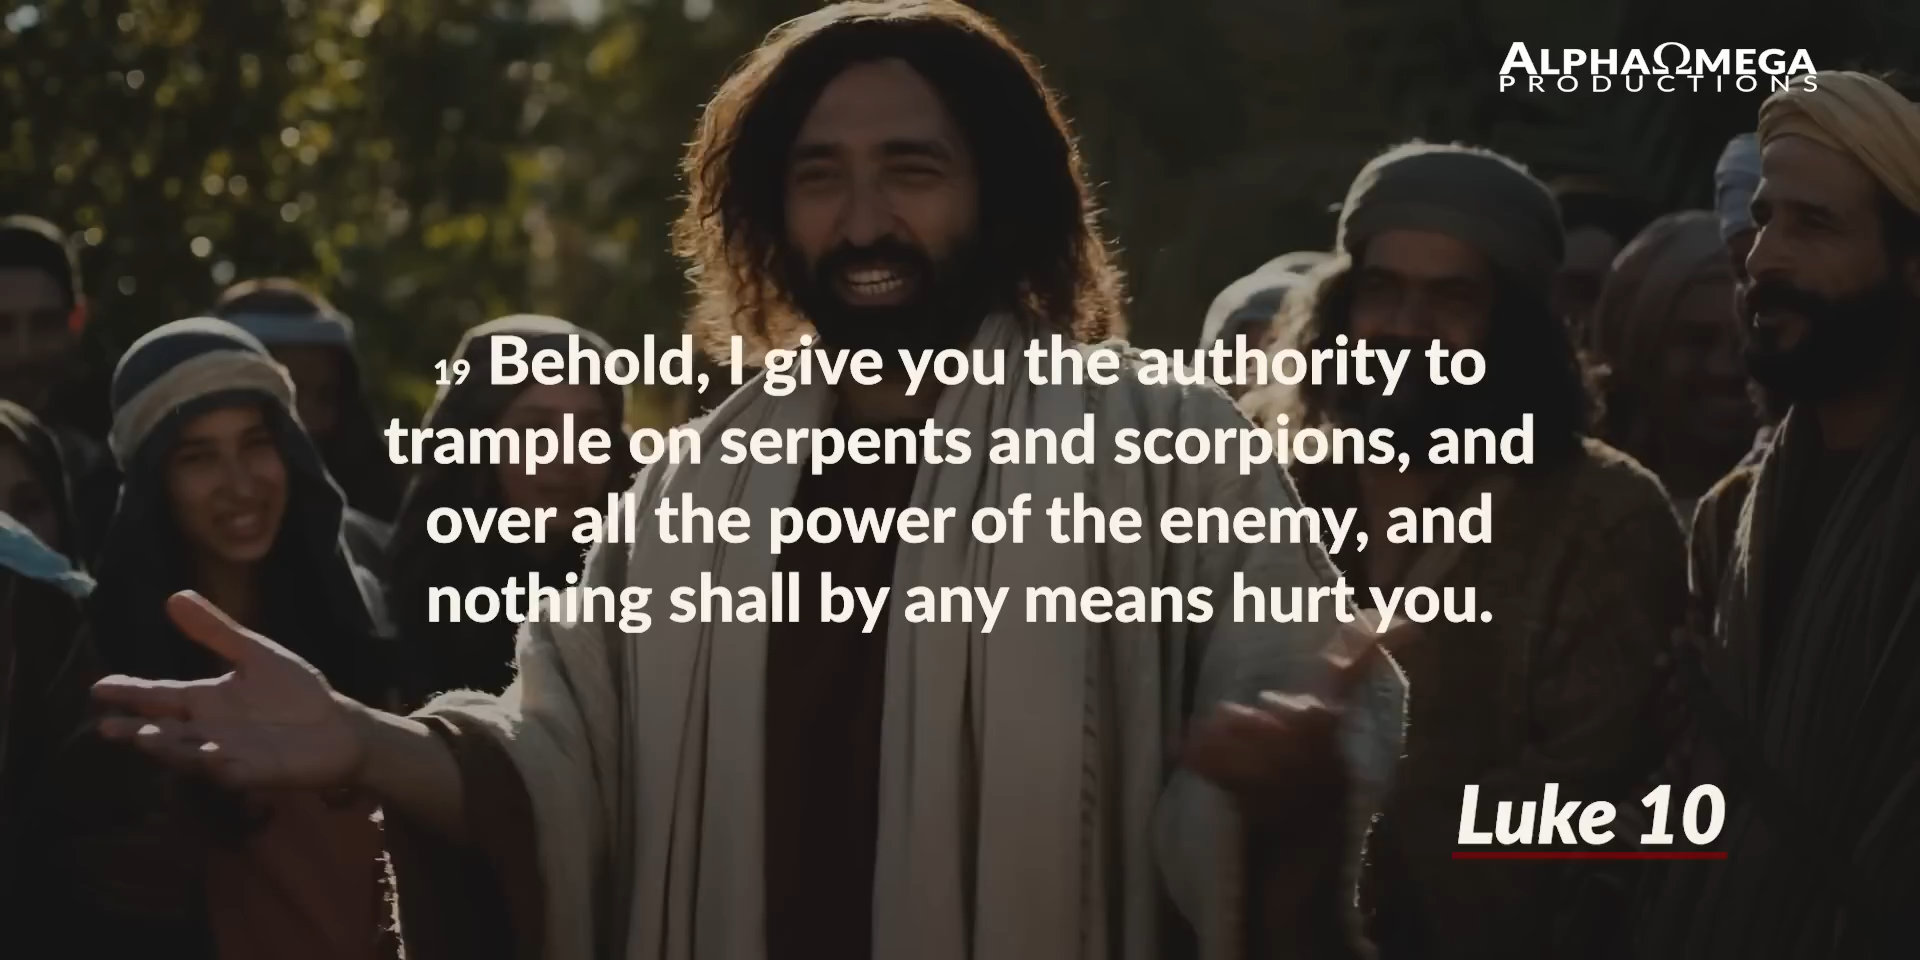 ALPHAΩMEGA
PRODUCTIONS
19 Behold, I give you the authority to
trample on serpents and scorpions, and
over all the power of the enemy, and
nothing shall by any means hurt you.
Luke 10